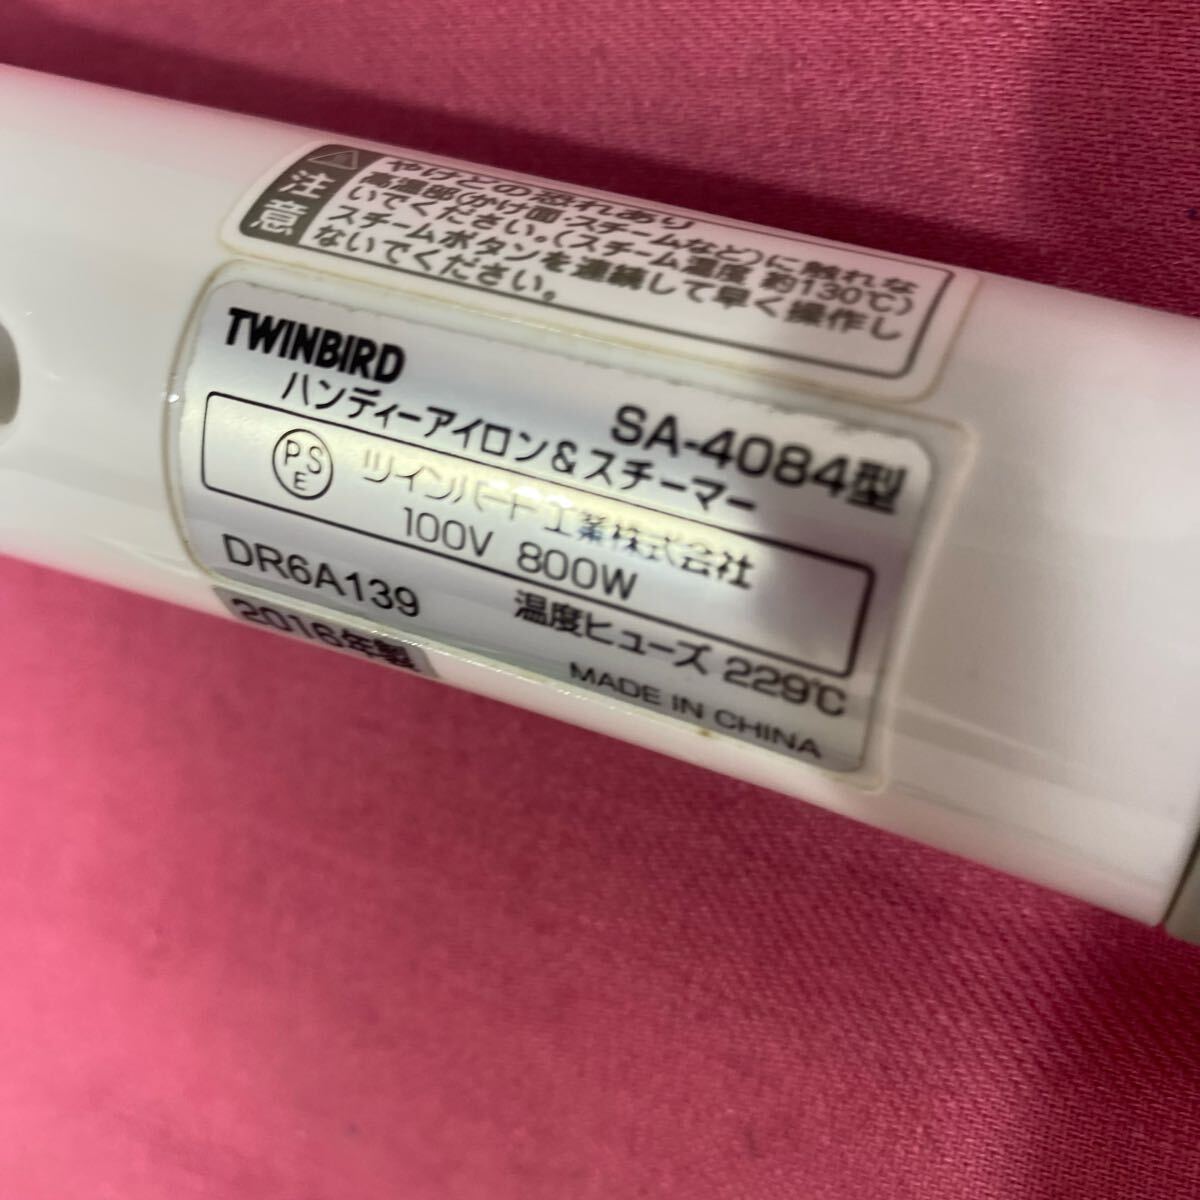 注意
やけどの恐れあり
高温部(かけ面、スチームなど)に触れな
いでください。(スチーム温度 約130℃)
スチームボタンを連続して早く操作し
ないでください。
TWINBIRD
SA-4084型
ハンディーアイロン&スチーマー
PSE ツインバード工業株式会社
100V 800W
温度ヒューズ 229℃
DR6A139
MADE IN CHINA
2016年製